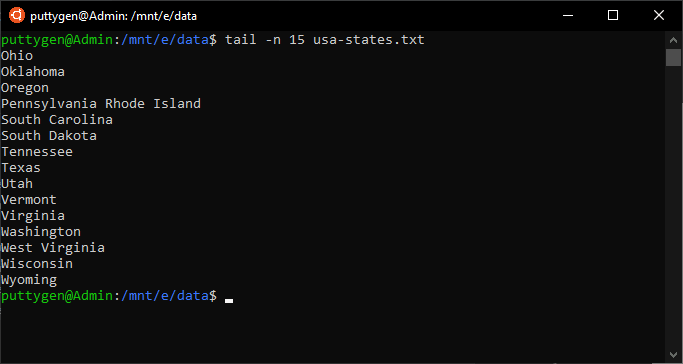 puttygen@Admin: /mnt/e/data
puttygen@Admin:/mnt/e/data$ tail -n 15 usa-states.txt
Ohio
Oklahoma
Oregon
Pennsylvania Rhode Island
South Carolina
South Dakota
Tennessee
Texas
Utah
Vermont
Virginia
Washington
West Virginia
Wisconsin
Wyoming
puttygen@Admin:/mnt/e/data$